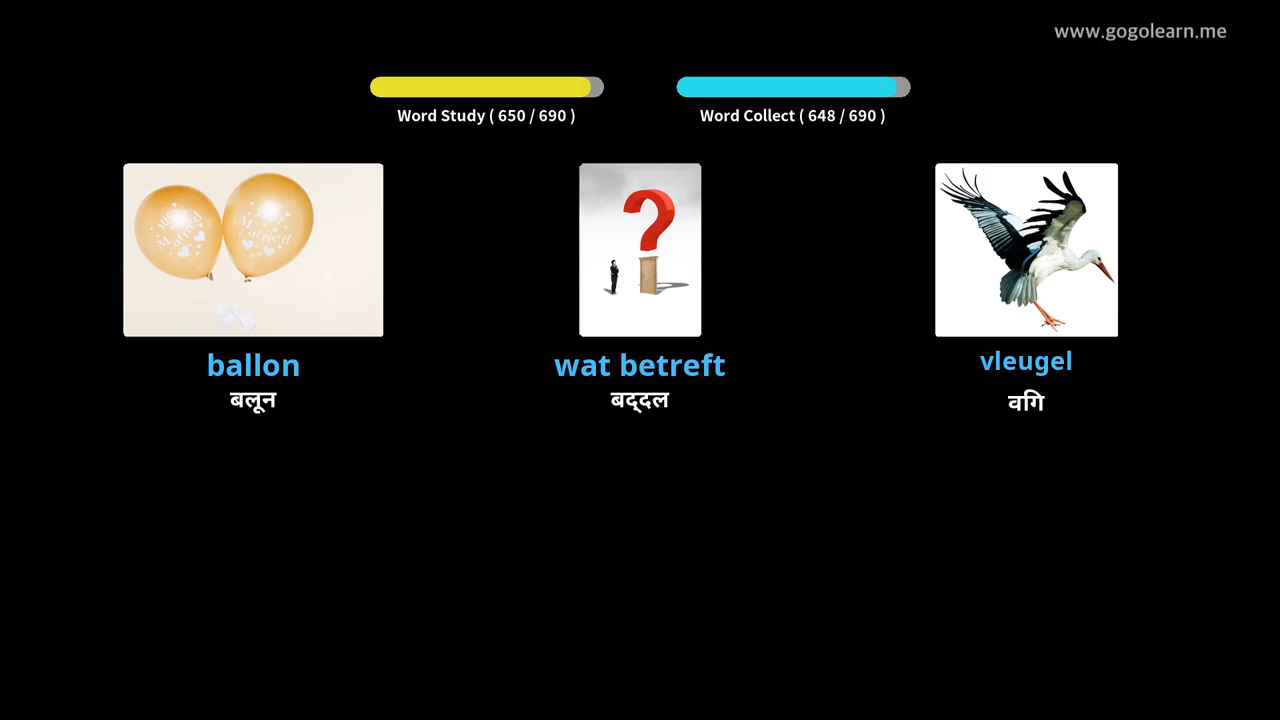 www.gogolearn.me
Word Study ( 650 / 690 )
Word Collect ( 648 / 690 )
ballon
बलून
wat betreft
बद्दल
vleugel
वगि